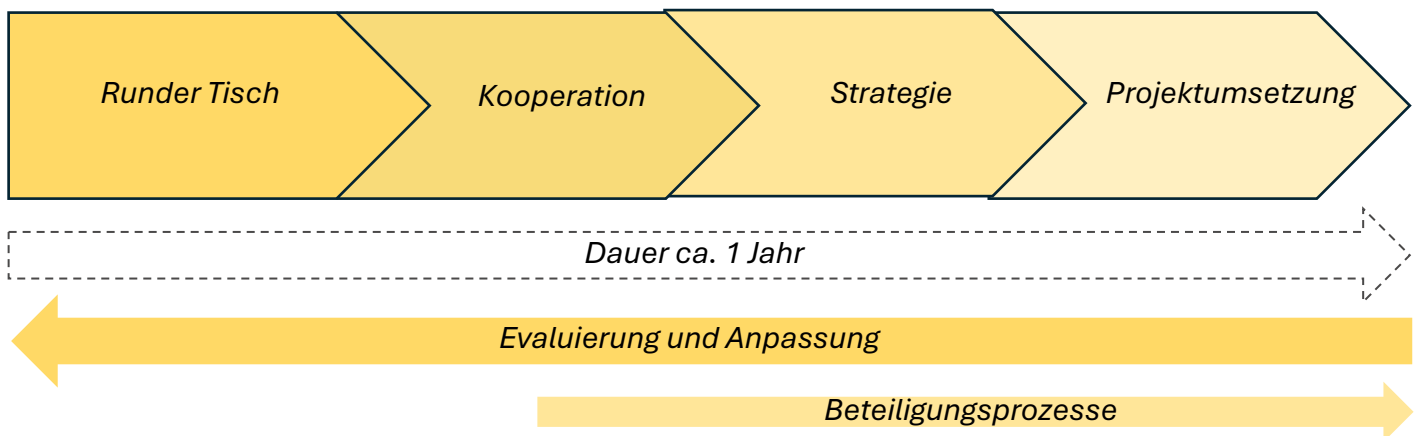 Runder Tisch
Kooperation
Strategie
Projektumsetzung
Dauer ca. 1 Jahr
Evaluierung und Anpassung
Beteiligungsprozesse